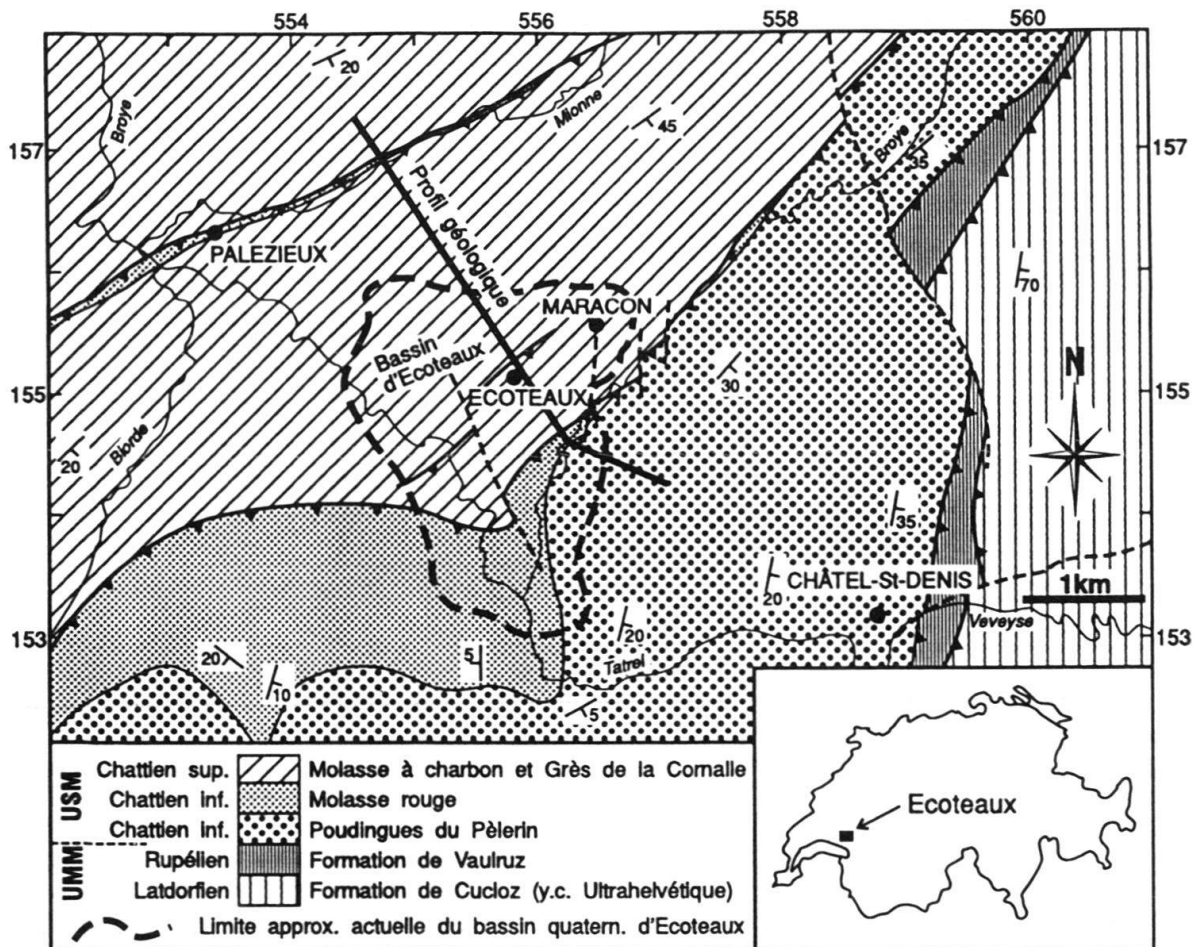 554
556
558
560
20
Broye
Mionne
45
157
Broye
35
157
Profil géologique
PALEZIEUX
70
MARACON
Bassin
d'Ecoteaux
N
30
155
ECOTEAUX
155
20
Biorde
35
CHÂTEL-St-DENIS
20
1km
153
20
5
20
10
Tatrel
Veveyse
153
5
USM
UMM
Chattien sup. Molasse à charbon et Grès de la Cornalle
Chattien inf. Molasse rouge
Chattien inf. Poudingues du Pèlerin
Rupélien Formation de Vaulruz
Latdorfien Formation de Cucloz (y.c. Ultrahelvétique)
Limite approx. actuelle du bassin quatern. d'Ecoteaux
Ecoteaux